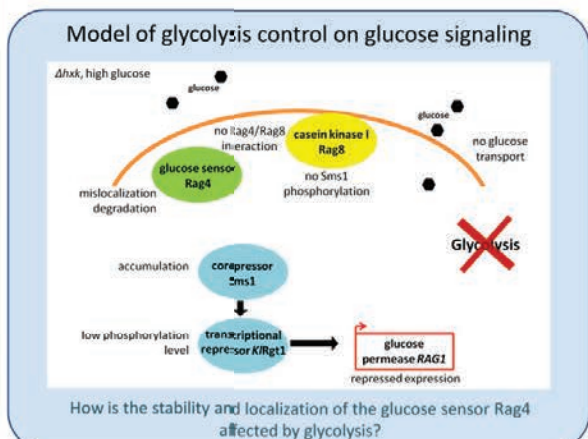 Model of glycolysis control on glucose signaling
Δhxk, high glucose
glucose
glucose
no Rag4/Rag8
interaction
casein kinase I
Rag8
no glucose
transport
glucose sensor
Rag4
no Sms1
phosphorylation
mislocalization
degradation
Glycolysis
accumulation
corepressor
Sms1
low phosphorylation
level
transcriptional
repressor KlRgt1
glucose
permease RAG1
repressed expression
How is the stability and localization of the glucose sensor Rag4
affected by glycolysis?